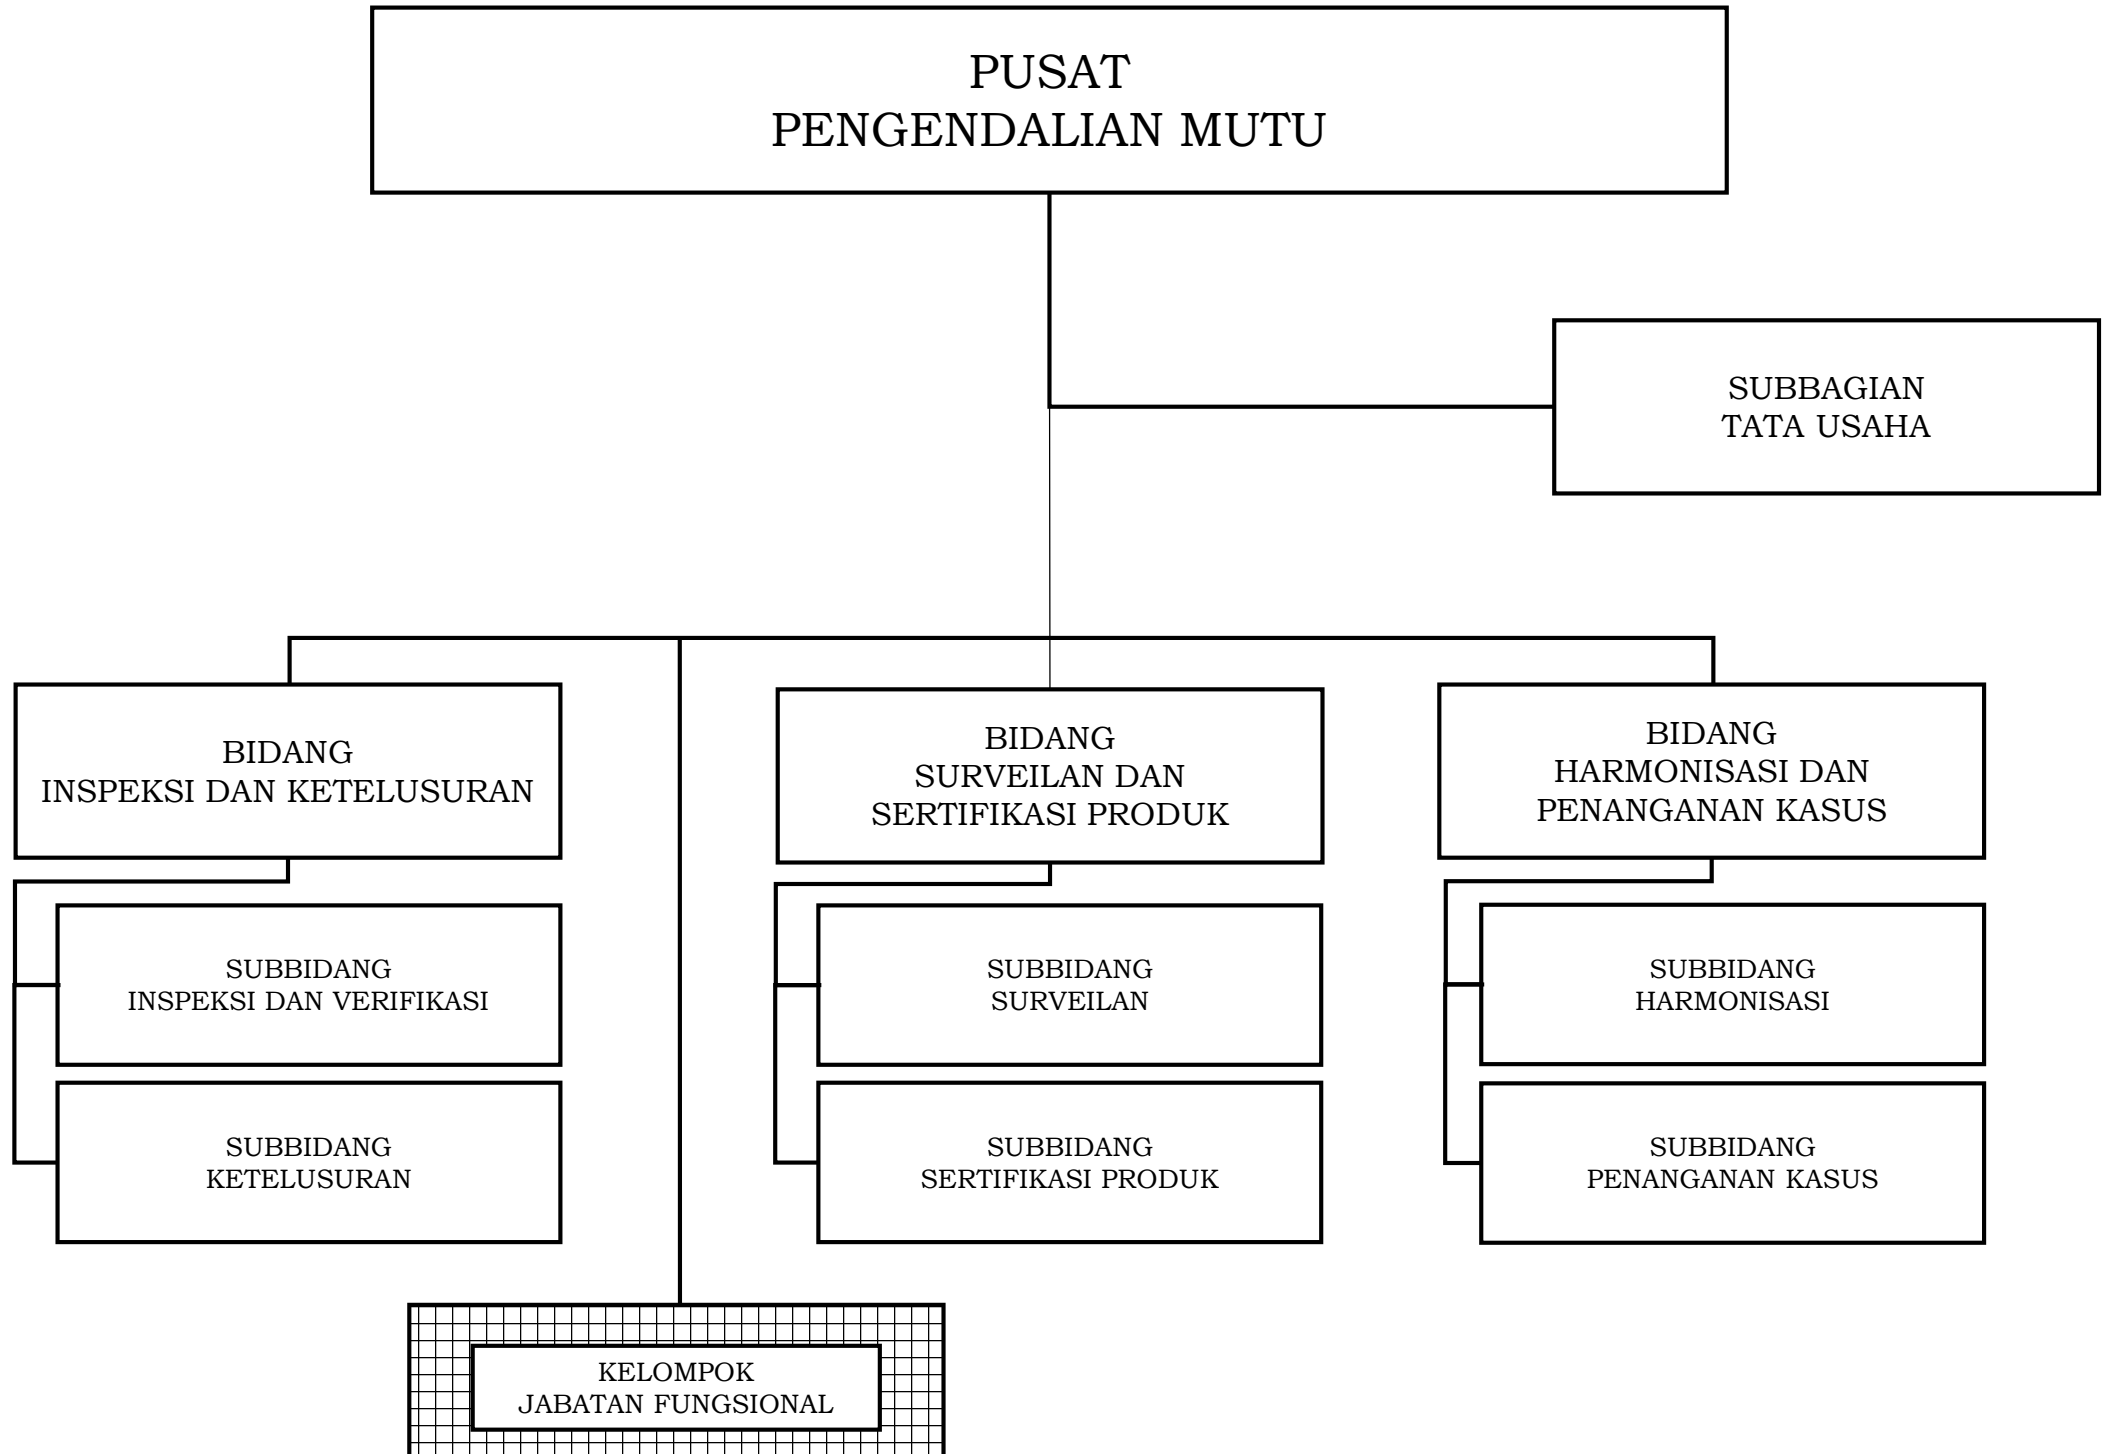 PUSAT
PENGENDALIAN MUTU
SUBBAGIAN
TATA USAHA
BIDANG
INSPEKSI DAN KETELUSURAN
BIDANG
SURVEILAN DAN
SERTIFIKASI PRODUK
BIDANG
HARMONISASI DAN
PENANGANAN KASUS
SUBBIDANG
INSPEKSI DAN VERIFIKASI
SUBBIDANG
SURVEILAN
SUBBIDANG
HARMONISASI
SUBBIDANG
KETELUSURAN
SUBBIDANG
SERTIFIKASI PRODUK
SUBBIDANG
PENANGANAN KASUS
KELOMPOK
JABATAN FUNGSIONAL